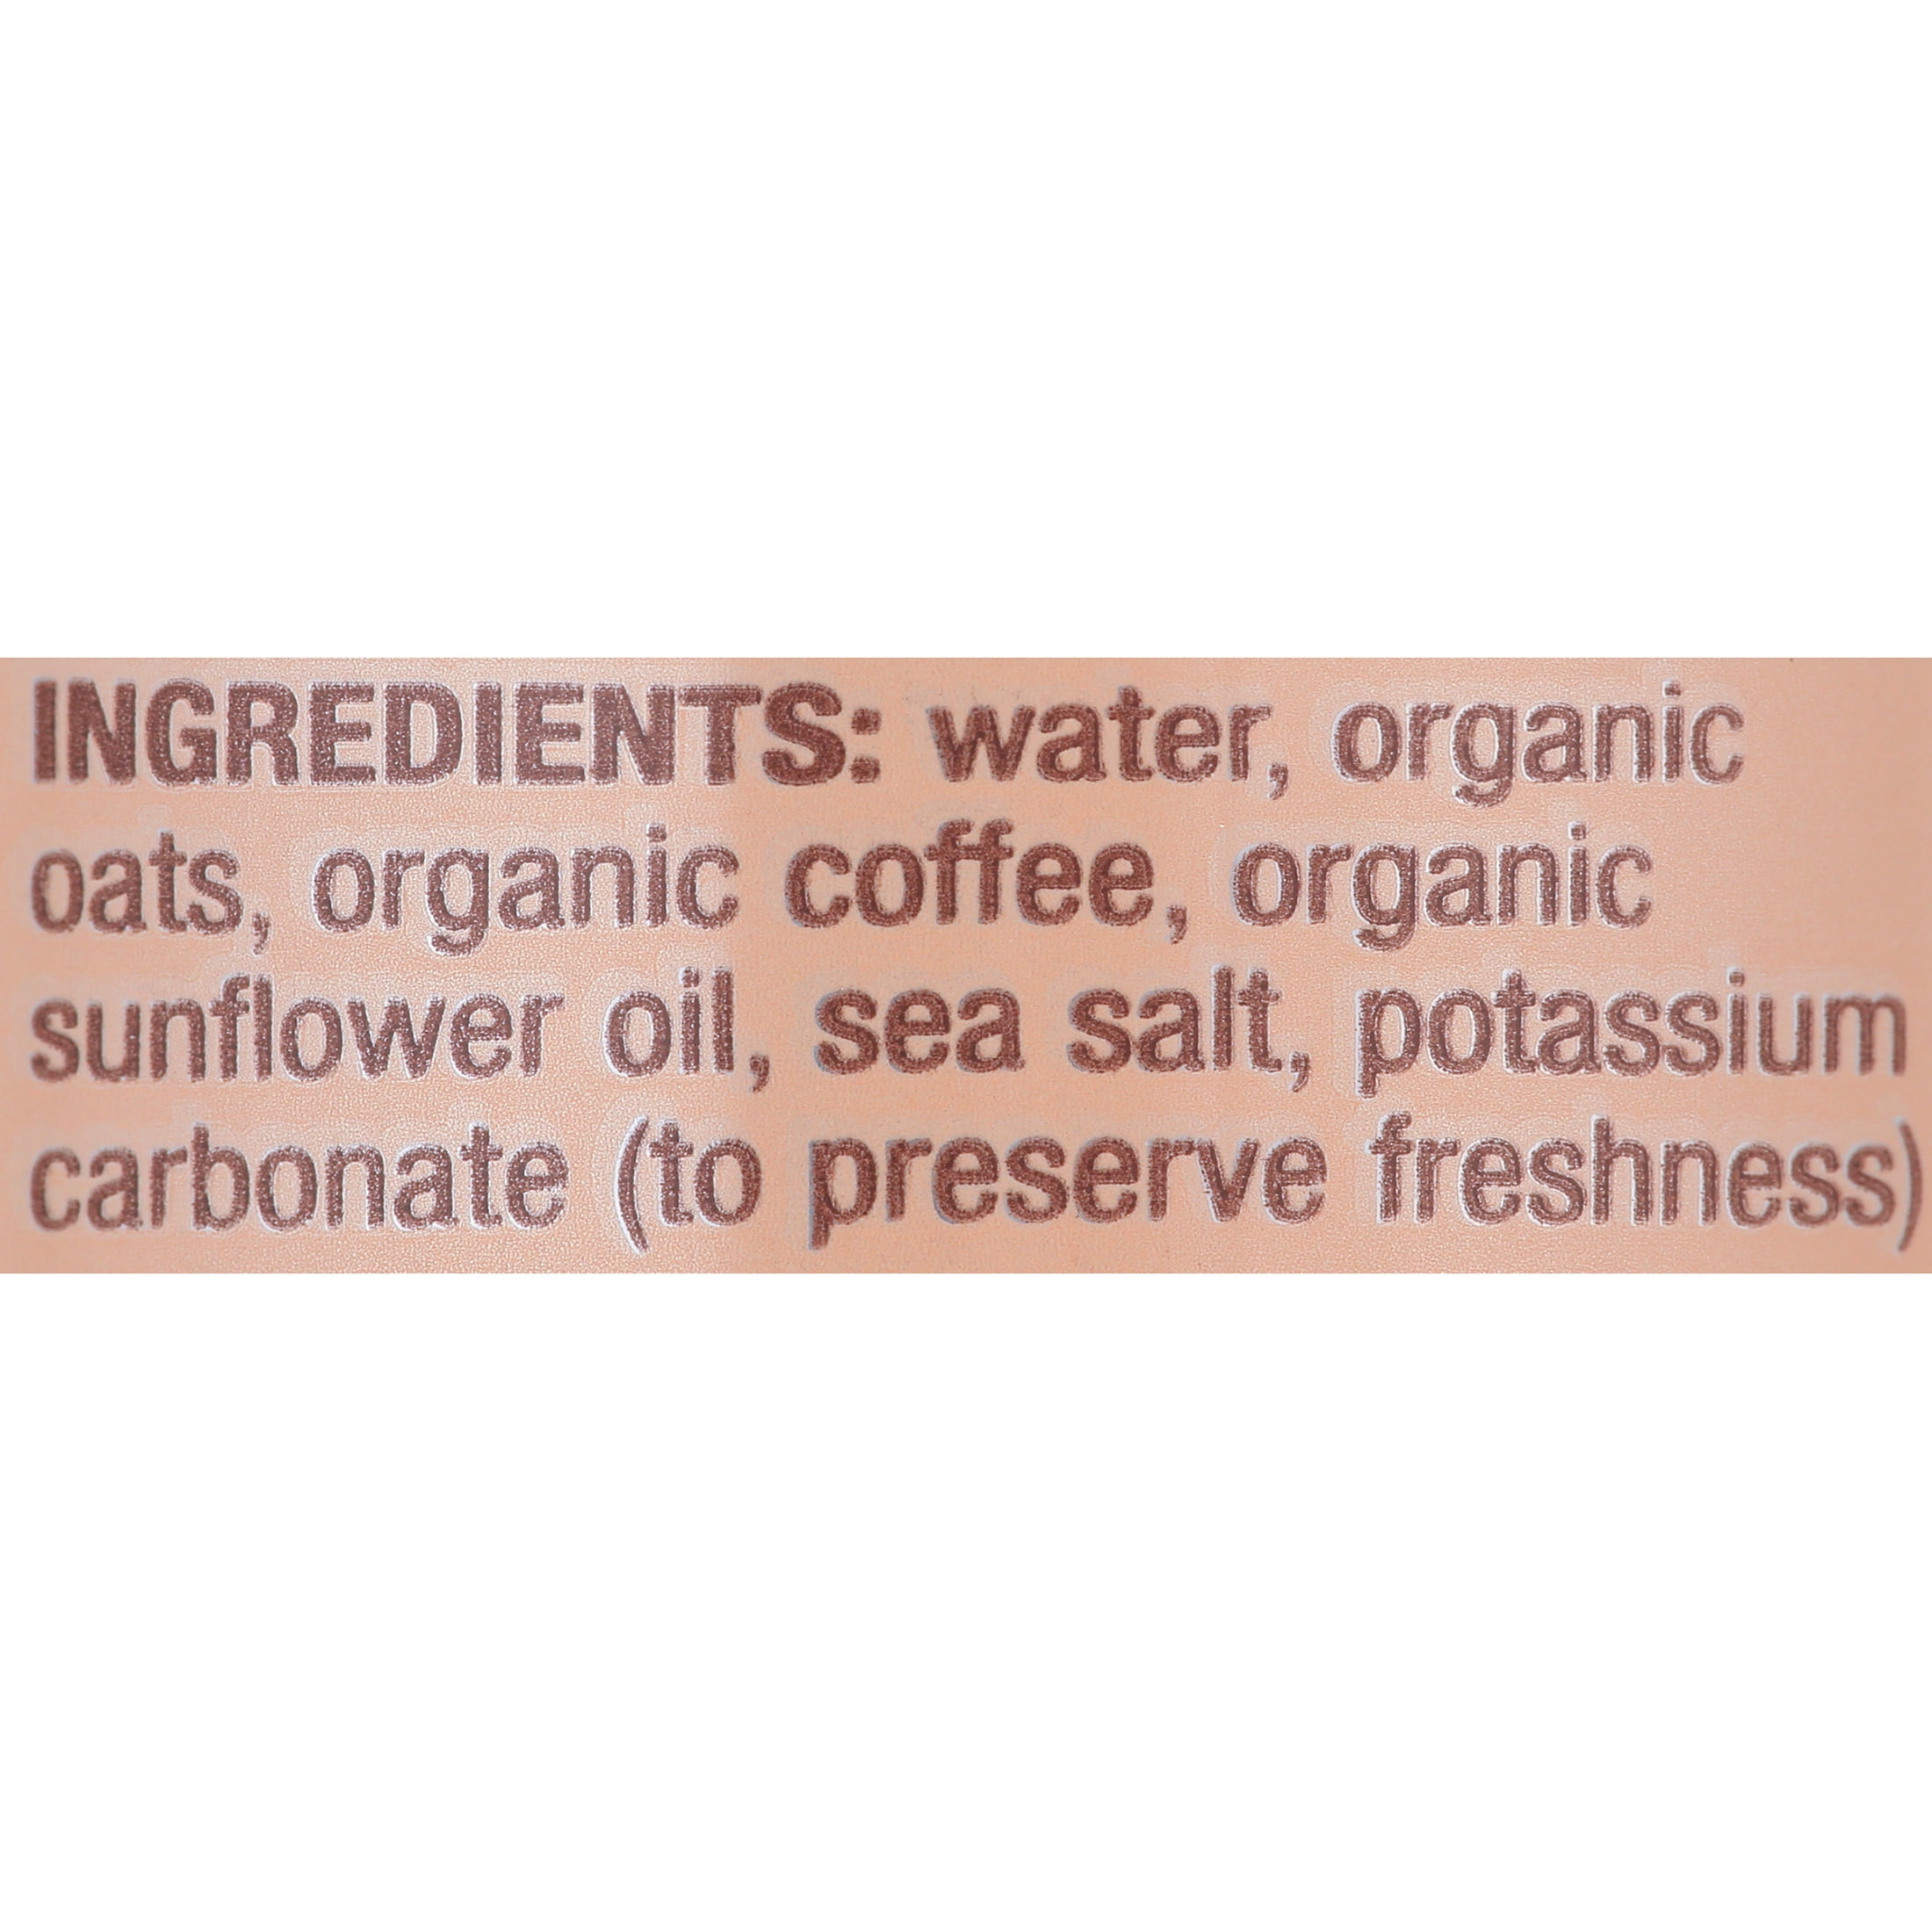 INGREDIENTS: water, organic
oats, organic coffee, organic
sunflower oil, sea salt, potassium
carbonate (to preserve freshness)